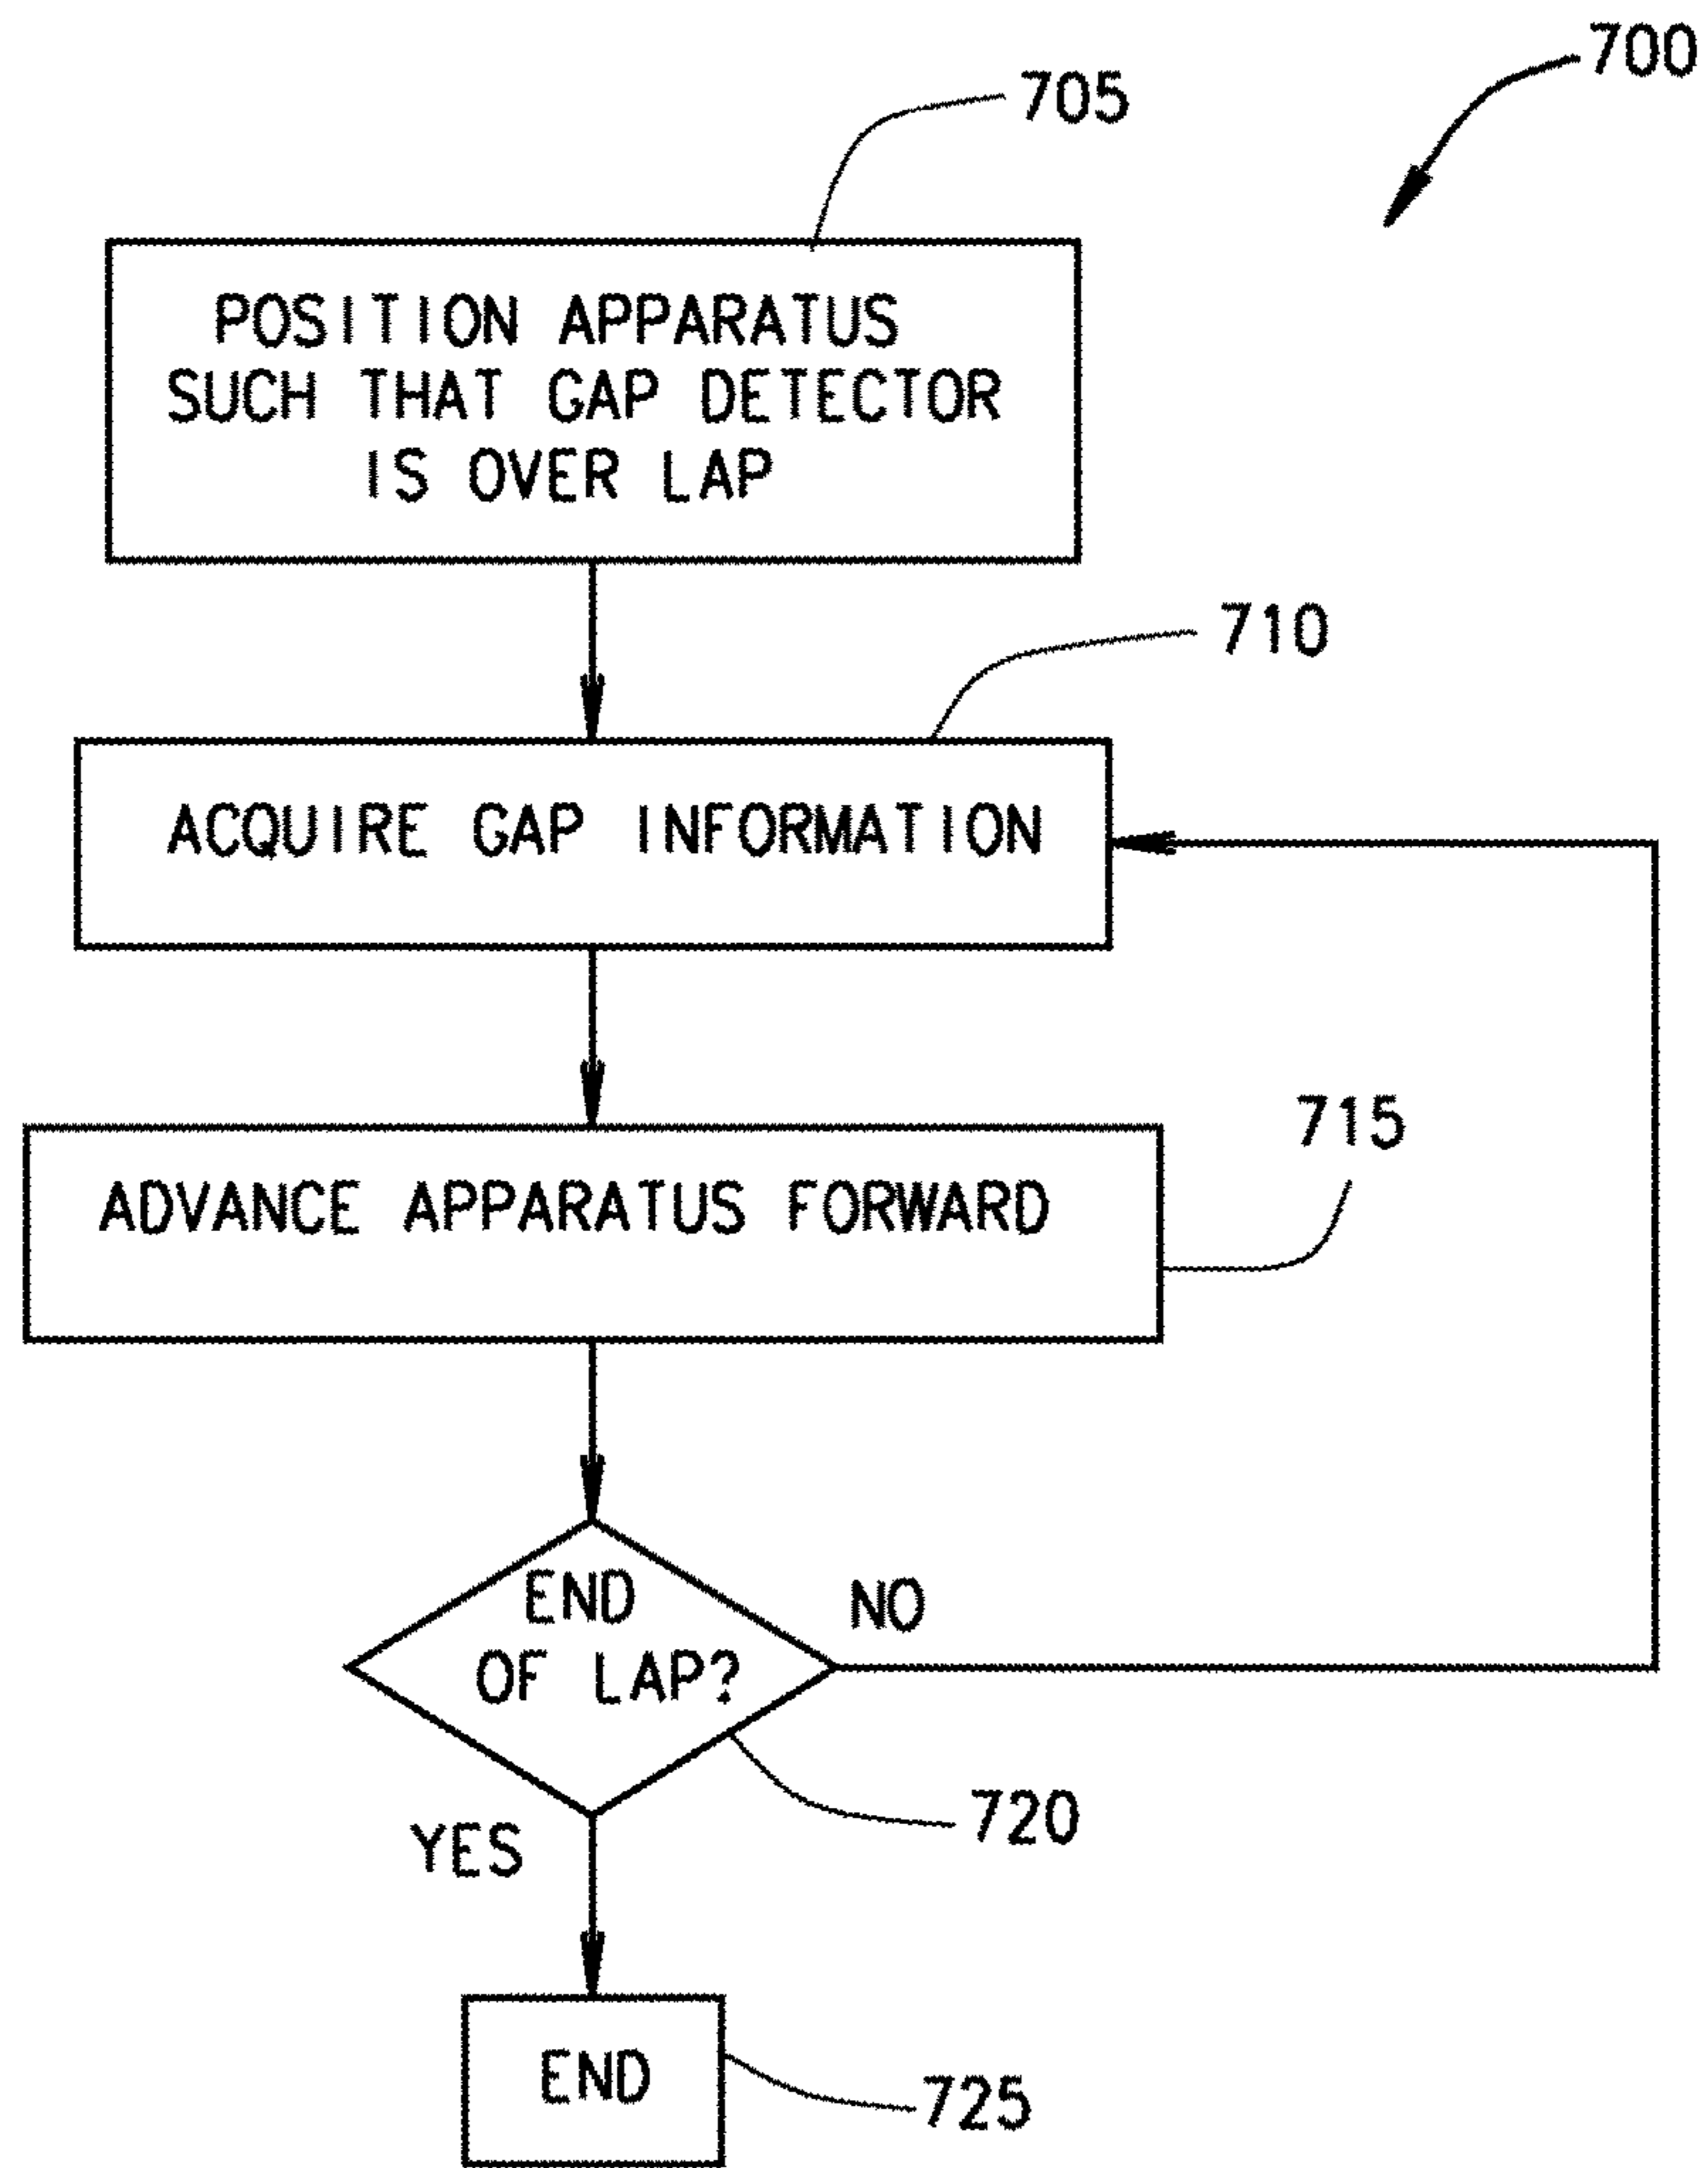 700
705
POSITION APPARATUS
SUCH THAT GAP DETECTOR
IS OVER LAP
710
ACQUIRE GAP INFORMATION
715
ADVANCE APPARATUS FORWARD
END
OF LAP?
NO
720
YES
END
725